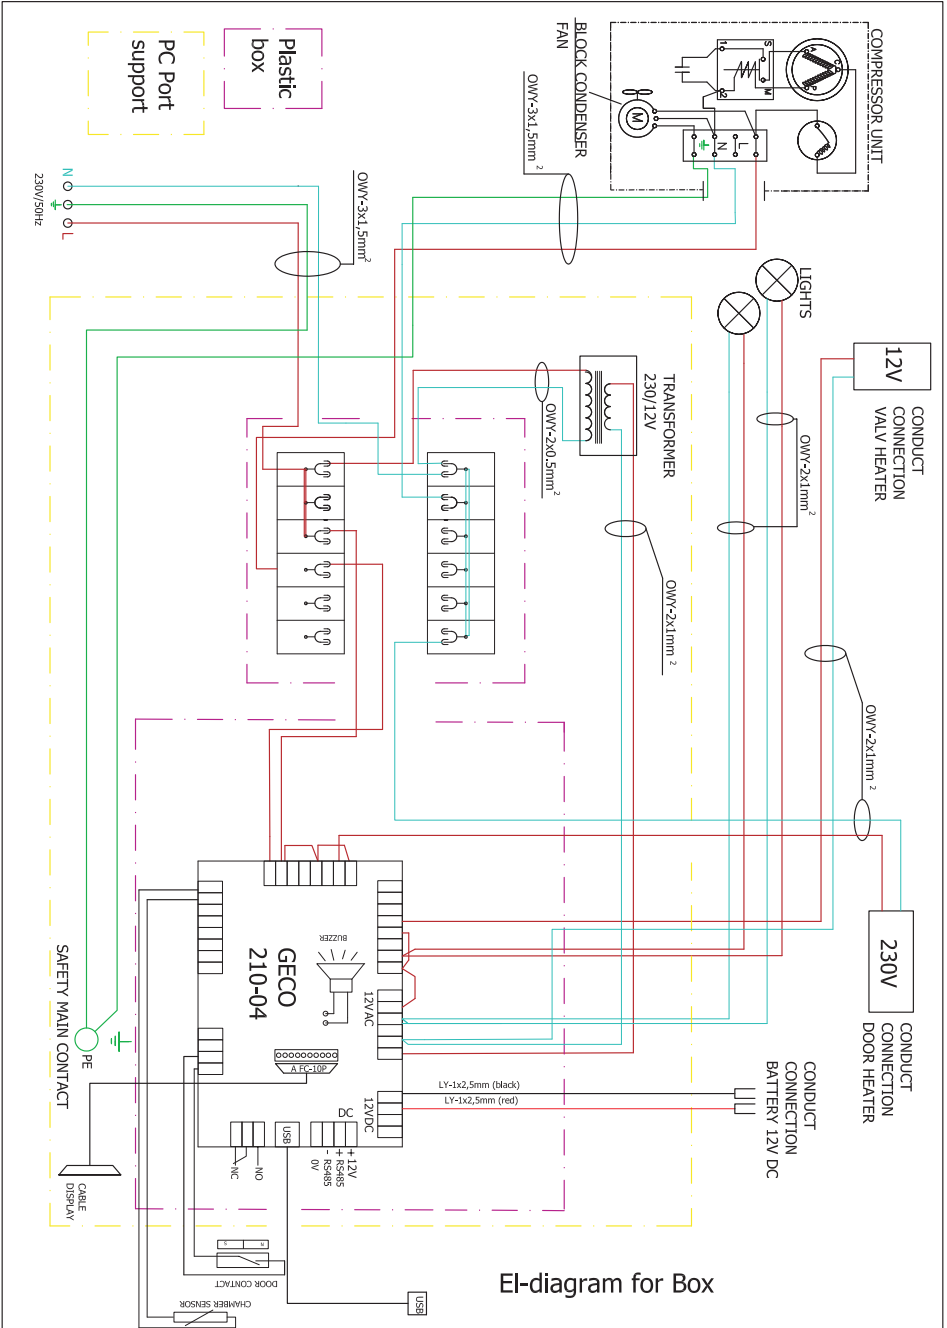 COMPRESSOR UNIT
S
M
1
2
A
C
P
L
N
M
BLOCK CONDENSER
FAN
OWY-3x1,5mm 2
Plastic
box
PC Port
support
N
L
230V/50Hz
OWY-3x1,5mm 2
LIGHTS
12V
CONDUCT
CONNECTION
VALV HEATER
TRANSFORMER
230/12V
OWY-2x0.5mm 2
OWY-2x1mm 2
OWY-2x1mm 2
OWY-2x1mm 2
230V
CONDUCT
CONNECTION
DOOR HEATER
CONDUCT
CONNECTION
BATTERY 12V DC
LY-1x2,5mm (black)
LY-1x2,5mm (red)
BUZZER
GECO
210-04
12V AC
12VDC
A FC-10P
DC
+ 12V
+ RS485
- RS485
0V
USB
NO
NC
SAFETY MAIN CONTACT
PE
CABLE
DISPLAY
S
R
DOOR CONTACT
CHAMBER SENSOR
USB
El-diagram for Box